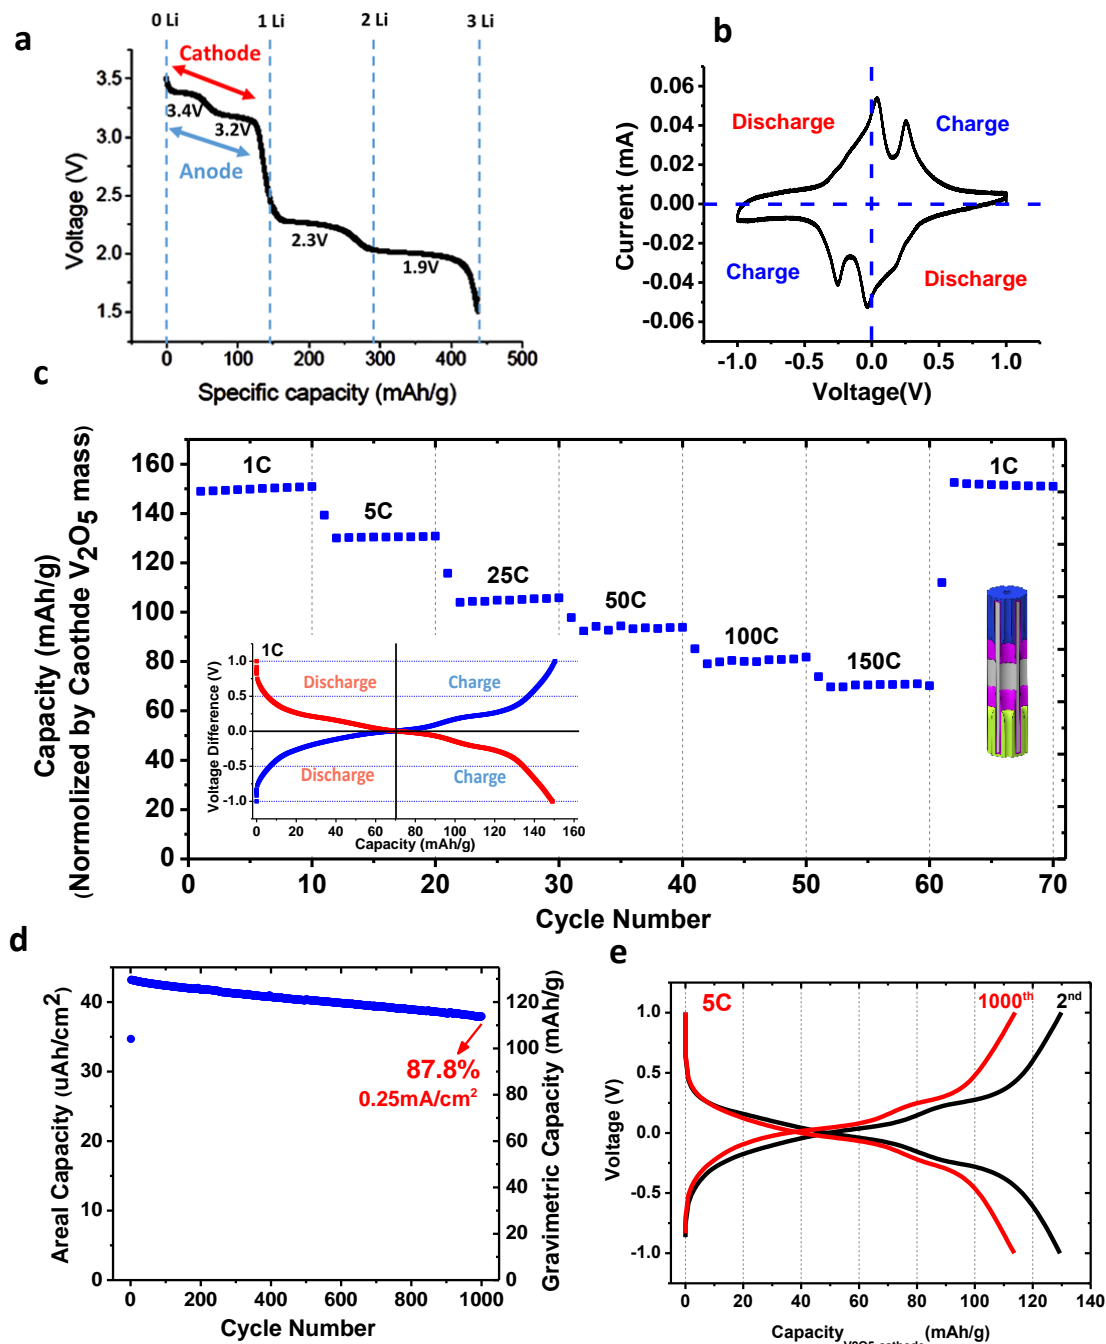 a
0 Li
1 Li
2 Li
3 Li
Cathode
3.4V
3.2V
Anode
2.3V
1.9V
3.5
3.0
2.5
2.0
1.5
Voltage (V)
0
100
200
300
400
500
Specific capacity (mAh/g)
b
0.06
0.04
0.02
0.00
-0.02
-0.04
-0.06
Current (mA)
Discharge
Charge
Charge
Discharge
-1.0
-0.5
0.0
0.5
1.0
Voltage(V)
c
160
140
120
100
80
60
40
20
0
Capacity (mAh/g)
(Normolized by Caothde V2O5 mass)
1C
5C
25C
50C
100C
150C
1C
1C
1.0
0.5
0.0
-0.5
-1.0
Voltage Difference (V)
Discharge
Charge
Discharge
Charge
0
20
40
60
80
100
120
140
160
Capacity (mAh/g)
0
10
20
30
40
50
60
70
Cycle Number
d
40
30
20
10
0
Areal Capacity (uAh/cm2)
87.8%
0.25mA/cm2
120
100
80
60
40
20
0
Gravimetric Capacity (mAh/g)
0
200
400
600
800
1000
Cycle Number
e
5C
1000th
2nd
1.0
0.5
0.0
-0.5
-1.0
Voltage (V)
0
20
40
60
80
100
120
140
Capacity V2O5 cathode (mAh/g)